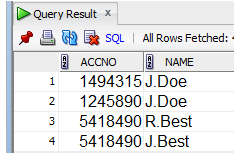 Query Result ×
SQL | All Rows Fetched: 4
ACCNO NAME
1 1494315 J.Doe
2 1245890 J.Doe
3 5418490 R.Best
4 5418490 J.Best